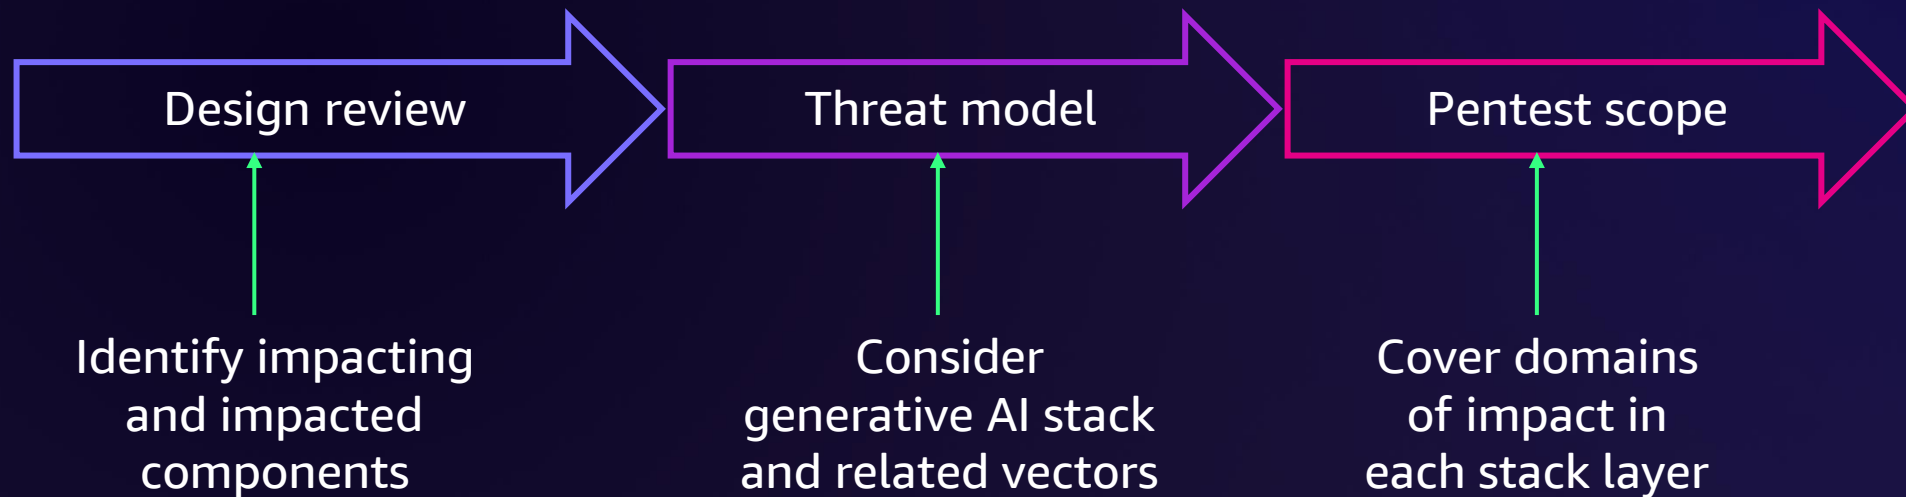 Design review
Threat model
Pentest scope
Identify impacting
and impacted
components
Consider
generative AI stack
and related vectors
Cover domains
of impact in
each stack layer